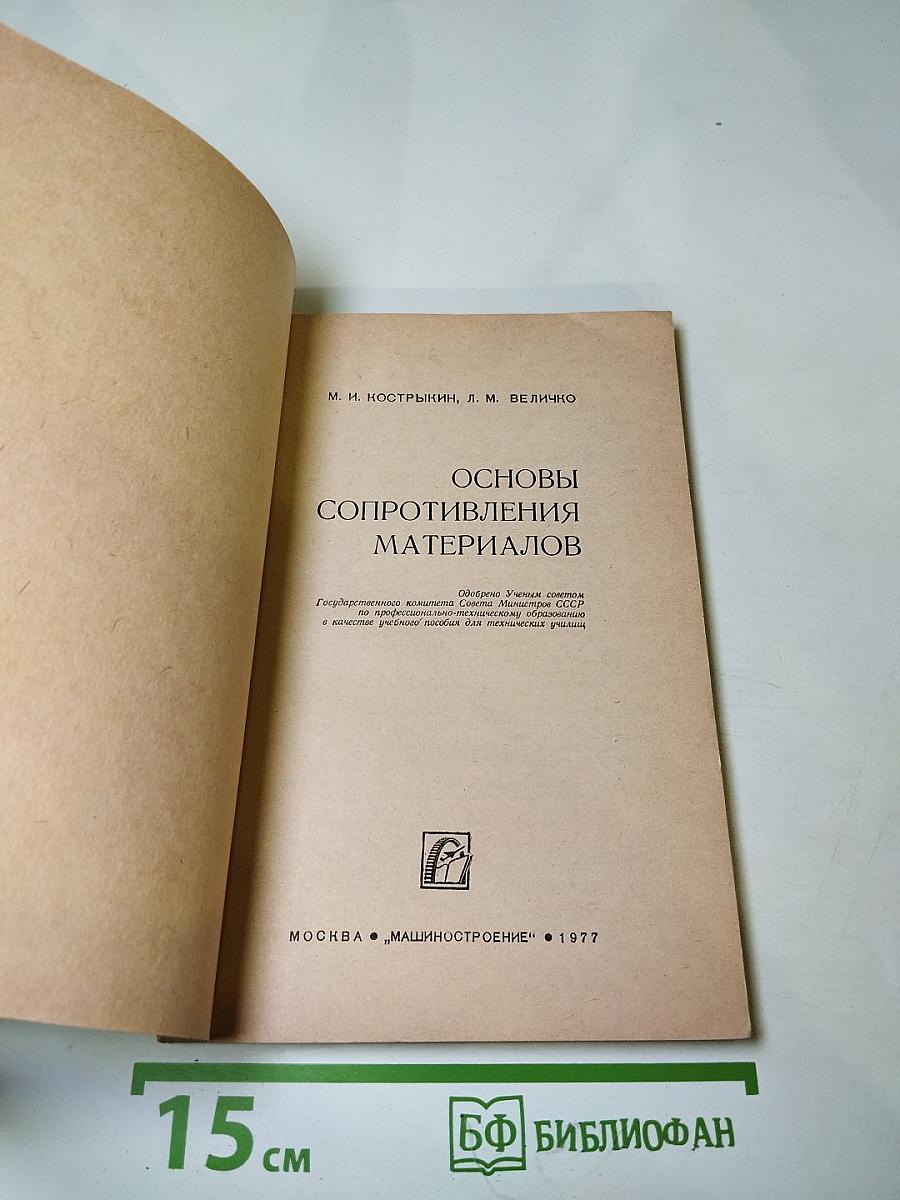 М. И. КОСТРЫКИН, Л. М. ВЕЛИЧКО
ОСНОВЫ
СОПРОТИВЛЕНИЯ
МАТЕРИАЛОВ
Одобрено Ученым советом
Государственного комитета Совета Министров СССР
по профессионально-техническому образованию
в качестве учебного пособия для технических училищ
МОСКВА ● „МАШИНОСТРОЕНИЕ“ ● 1977
15 см
БФ БИБЛИОФАН